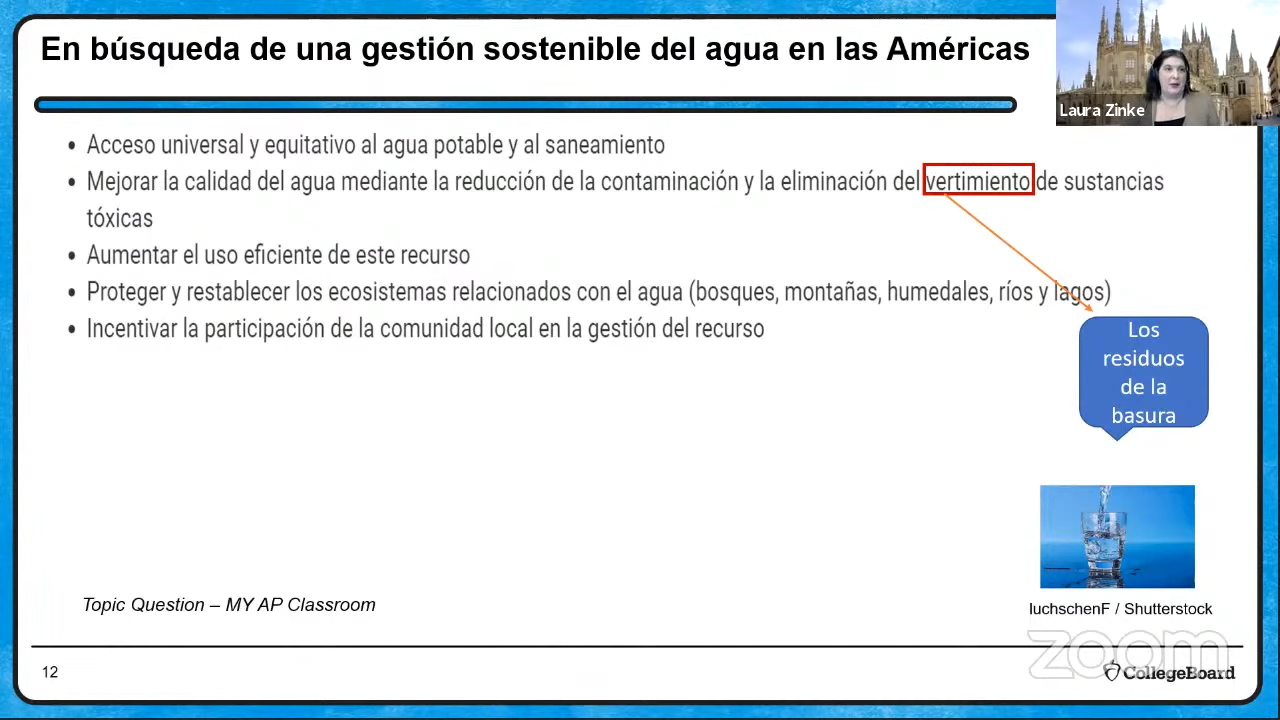 En búsqueda de una gestión sostenible del agua en las Américas
Laura Zinke
• Acceso universal y equitativo al agua potable y al saneamiento
• Mejorar la calidad del agua mediante la reducción de la contaminación y la eliminación del vertimiento de sustancias
tóxicas
• Aumentar el uso eficiente de este recurso
• Proteger y restablecer los ecosistemas relacionados con el agua (bosques, montañas, humedales, ríos y lagos)
• Incentivar la participación de la comunidad local en la gestión del recurso
Los
residuos
de la
basura
Topic Question – MY AP Classroom
luchschenF / Shutterstock
zoom
12
CollegeBoard